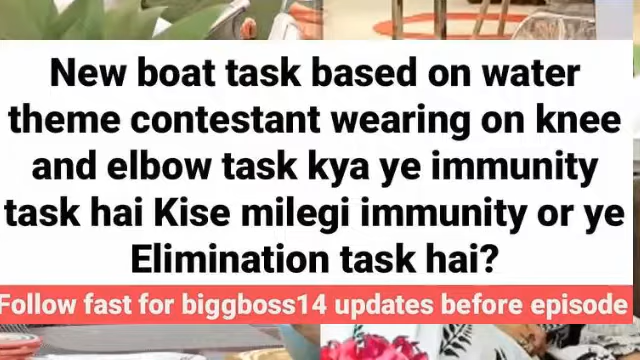 New boat task based on water
theme contestant wearing on knee
and elbow task kya ye immunity
task hai Kise milegi immunity or ye
Elimination task hai?
Follow fast for biggboss14 updates before episode